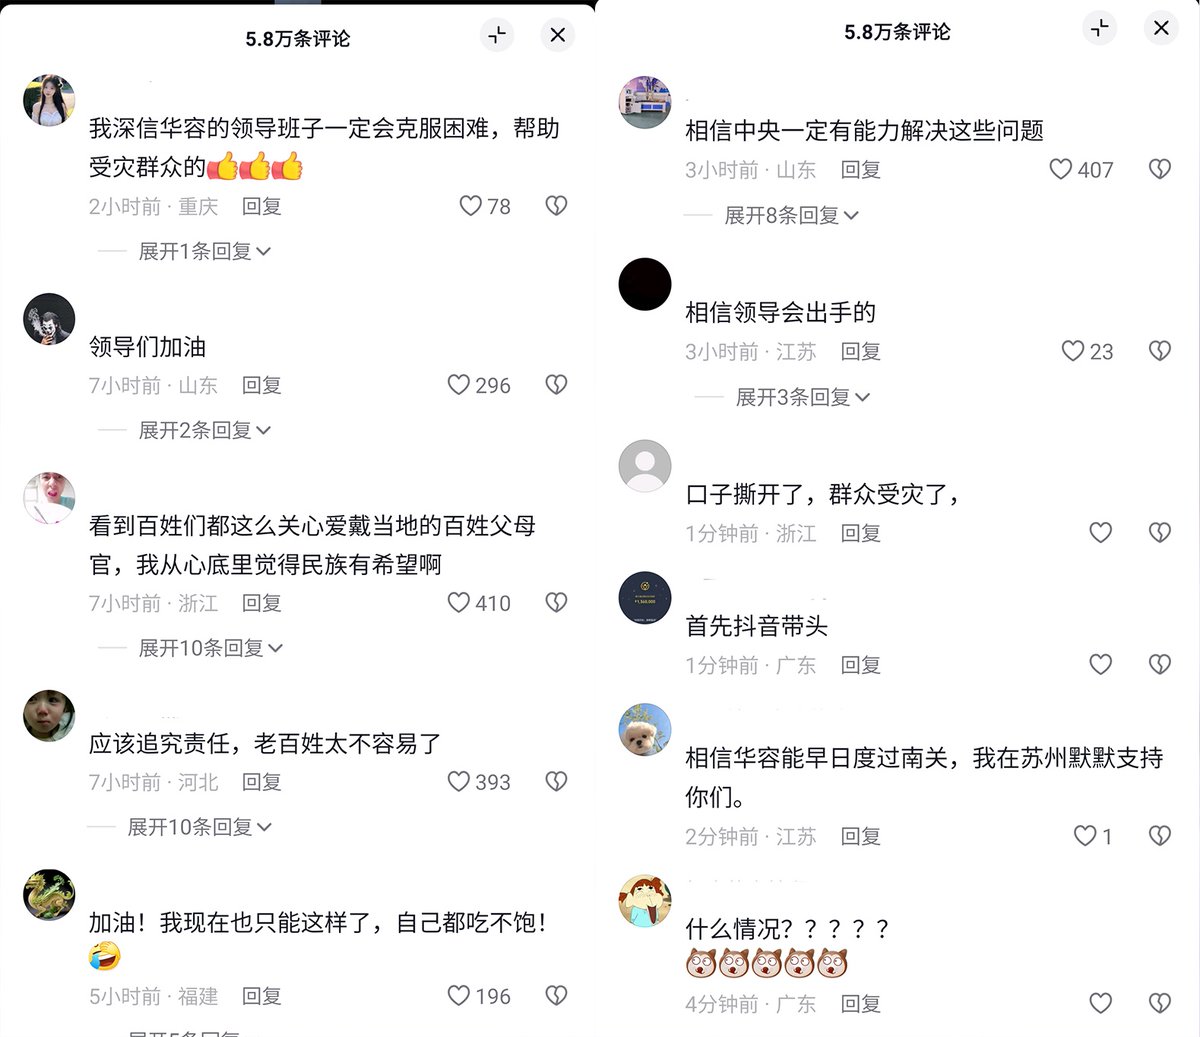 5.8万条评论
我深信华容的领导班子一定会克服困难，帮助
受灾群众的👍👍👍
2小时前 · 重庆 回复 78
展开1条回复
领导们加油
7小时前 · 山东 回复 296
展开2条回复
看到百姓们都这么关心爱戴当地的百姓父母
官，我从心底里觉得民族有希望啊
7小时前 · 浙江 回复 410
展开10条回复
应该追究责任，老百姓太不容易了
7小时前 · 河北 回复 393
展开10条回复
加油！我现在也只能这样了，自己都吃不饱！
🤣
5小时前 · 福建 回复 196
展开5条回复
5.8万条评论
相信中央一定有能力解决这些问题
3小时前 · 山东 回复 407
展开8条回复
相信领导会出手的
3小时前 · 江苏 回复 23
展开3条回复
口子撕开了，群众受灾了，
1分钟前 · 浙江 回复
首先抖音带头
1分钟前 · 广东 回复
相信华容能早日度过南关，我在苏州默默支持
你们。
2分钟前 · 江苏 回复 1
什么情况？？？？？
4分钟前 · 广东 回复